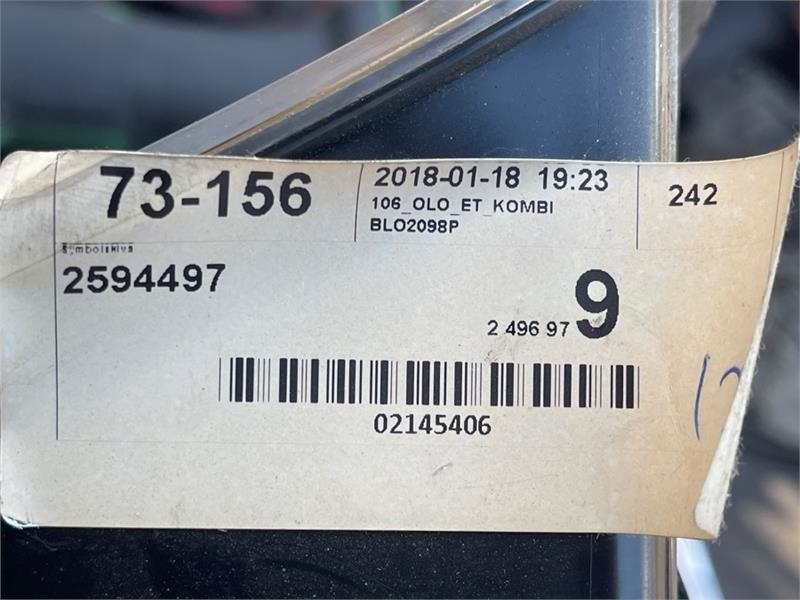 73-156 2018-01-18 19:23 242
106_OLO_ET_KOMBI
BLO2098P
2594497
2 496 97 9
02145406